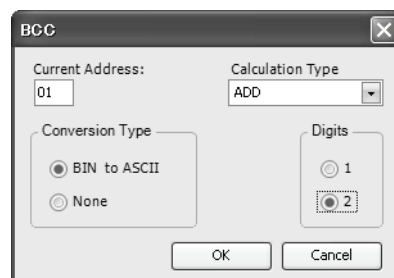 BCC
Current Address:
Calculation Type
01
ADD
Conversion Type
Digits
BIN to ASCII
1
None
2
OK
Cancel